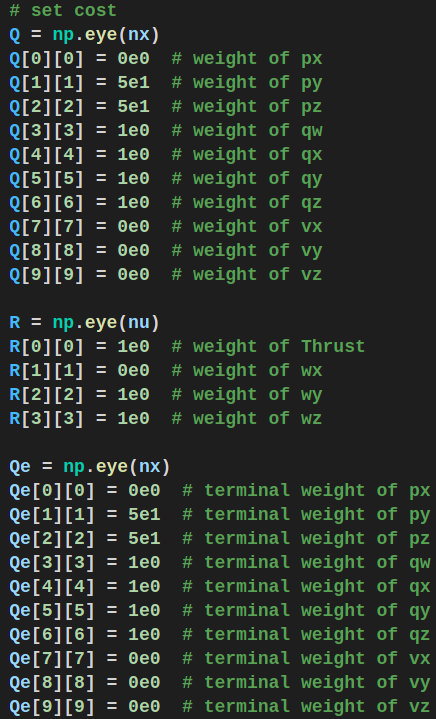 # set cost
Q = np.eye(nx)
Q[0][0] = 0e0  # weight of px
Q[1][1] = 5e1  # weight of py
Q[2][2] = 5e1  # weight of pz
Q[3][3] = 1e0  # weight of qw
Q[4][4] = 1e0  # weight of qx
Q[5][5] = 1e0  # weight of qy
Q[6][6] = 1e0  # weight of qz
Q[7][7] = 0e0  # weight of vx
Q[8][8] = 0e0  # weight of vy
Q[9][9] = 0e0  # weight of vz

R = np.eye(nu)
R[0][0] = 1e0  # weight of Thrust
R[1][1] = 0e0  # weight of wx
R[2][2] = 1e0  # weight of wy
R[3][3] = 1e0  # weight of wz

Qe = np.eye(nx)
Qe[0][0] = 0e0  # terminal weight of px
Qe[1][1] = 5e1  # terminal weight of py
Qe[2][2] = 5e1  # terminal weight of pz
Qe[3][3] = 1e0  # terminal weight of qw
Qe[4][4] = 1e0  # terminal weight of qx
Qe[5][5] = 1e0  # terminal weight of qy
Qe[6][6] = 1e0  # terminal weight of qz
Qe[7][7] = 0e0  # terminal weight of vx
Qe[8][8] = 0e0  # terminal weight of vy
Qe[9][9] = 0e0  # terminal weight of vz